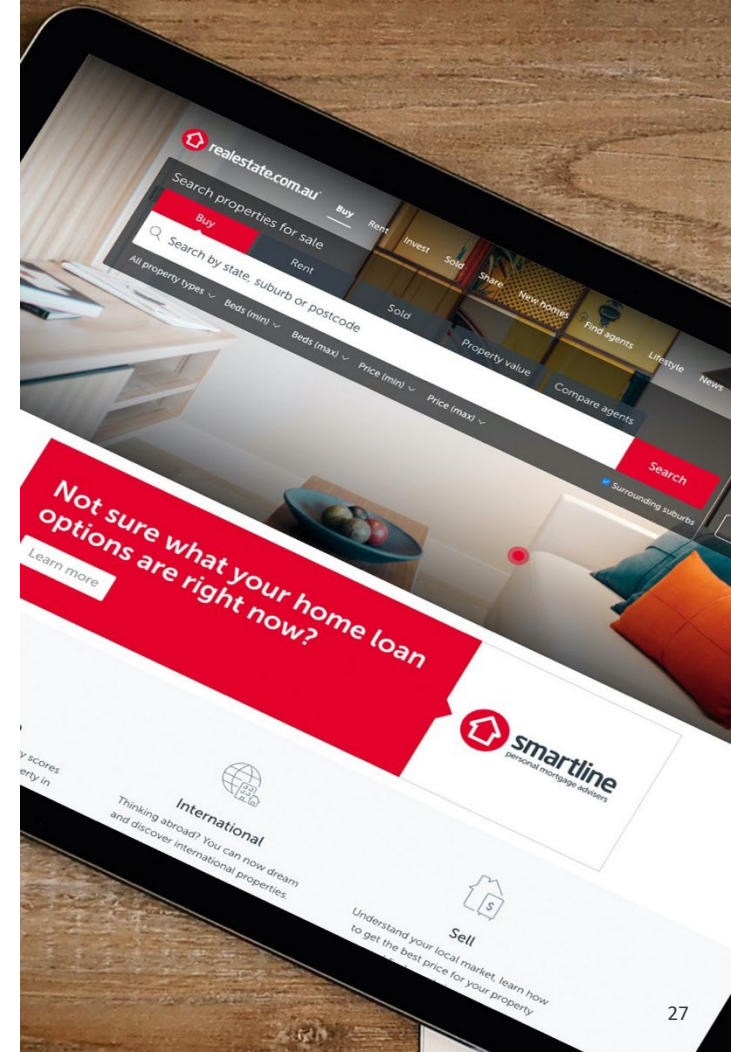 realestate.com.au
Buy
Rent
Invest
Sold
Share
New homes
Find agents
Lifestyle
News
Search properties for sale
Buy
Rent
Sold
Property value
Compare agents
Search by state, suburb or postcode
Search
All property types
Beds (min)
Beds (max)
Price (min)
Price (max)
Surrounding suburbs
Not sure what your home loan
options are right now?
Learn more
smartline
personal mortgage advisers
scores
in
International
Thinking abroad? You can now dream
and discover international properties.
Sell
Understand your local market, learn how
to get the best price for your property
27